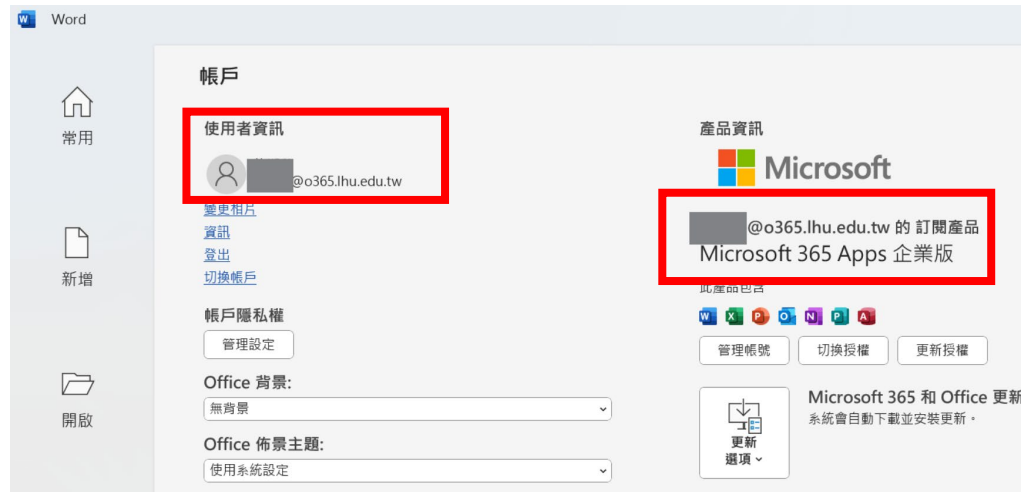 Word
帳戶
常用
新增
開啟
使用者資訊
@o365.lhu.edu.tw
變更相片
資訊
登出
切換帳戶
帳戶隱私權
管理設定
Office 背景:
無背景
Office 佈景主題:
使用系統設定
產品資訊
Microsoft
@o365.lhu.edu.tw 的 訂閱產品
Microsoft 365 Apps 企業版
此產品包含
管理帳號
切換授權
更新授權
更新
選項
Microsoft 365 和 Office 更新
系統會自動下載並安裝更新。